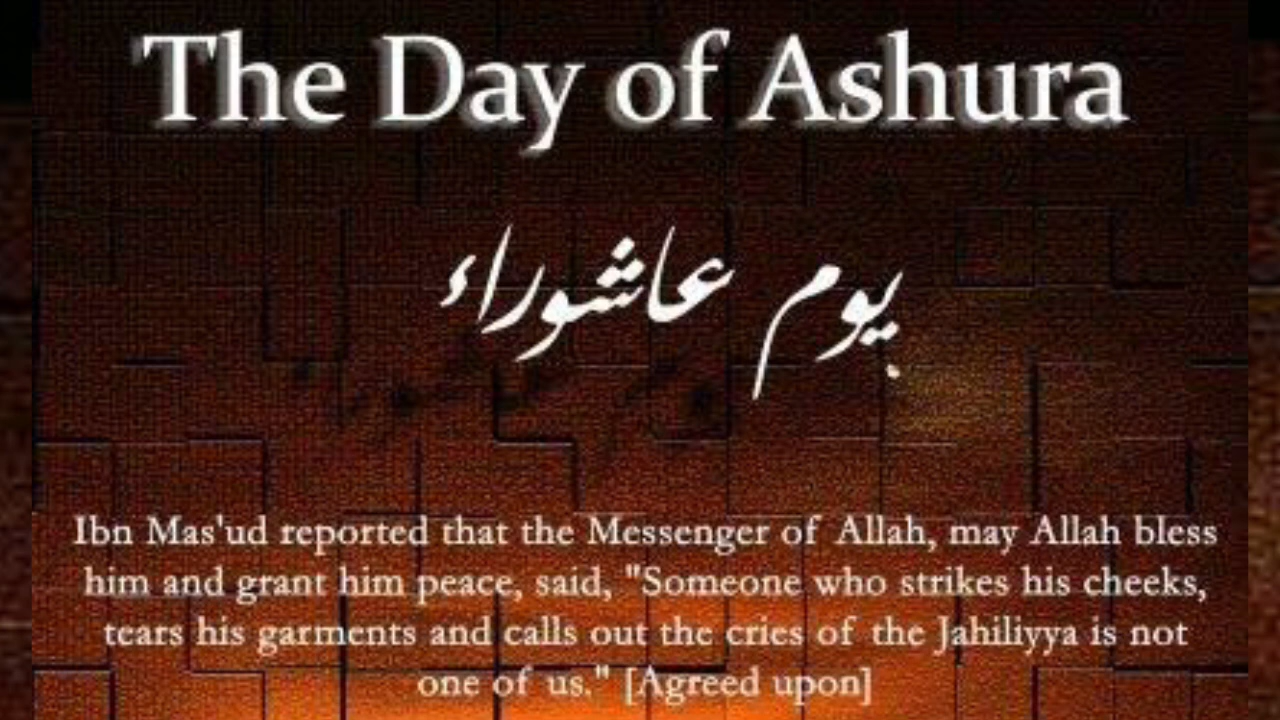 The Day of Ashura
يوم عاشوراء
Ibn Mas'ud reported that the Messenger of Allah, may Allah bless
him and grant him peace, said, "Someone who strikes his cheeks,
tears his garments and calls out the cries of the Jahiliyya is not
one of us." [Agreed upon]